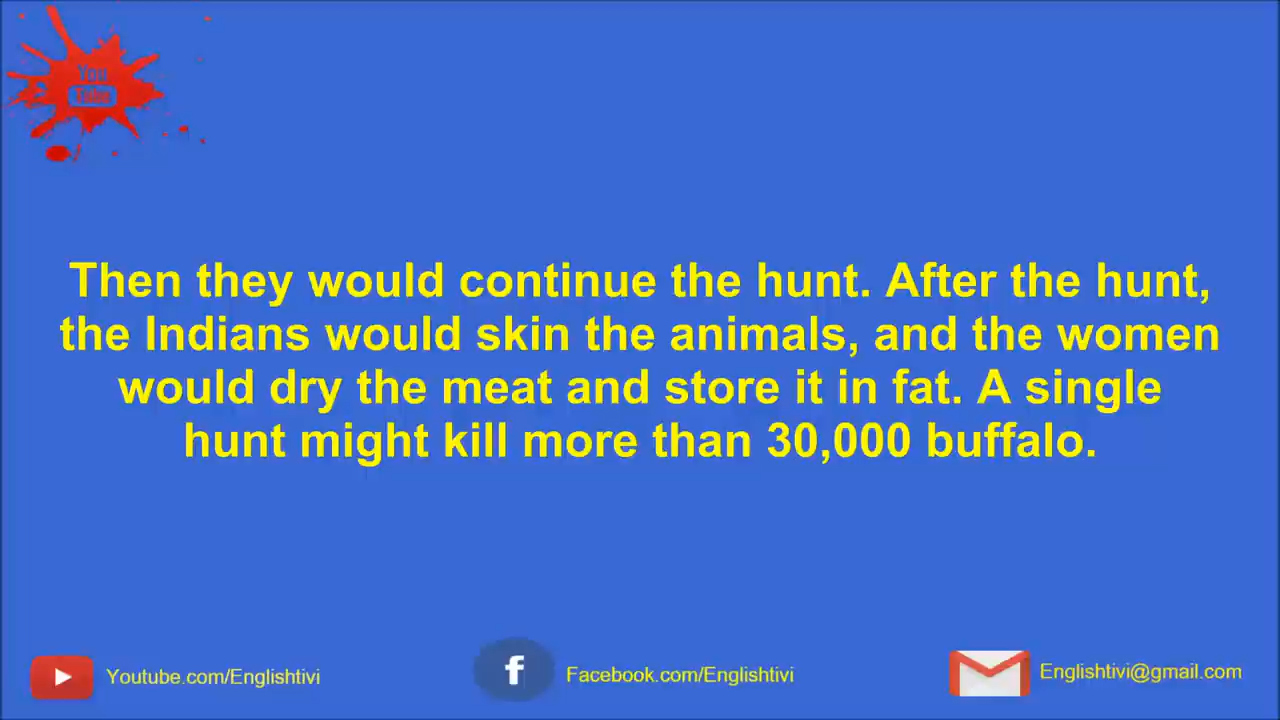 You
Tube
Then they would continue the hunt. After the hunt,
the Indians would skin the animals, and the women
would dry the meat and store it in fat. A single
hunt might kill more than 30,000 buffalo.
Youtube.com/Englishtivi
f
Facebook.com/Englishtivi
Englishtivi@gmail.com